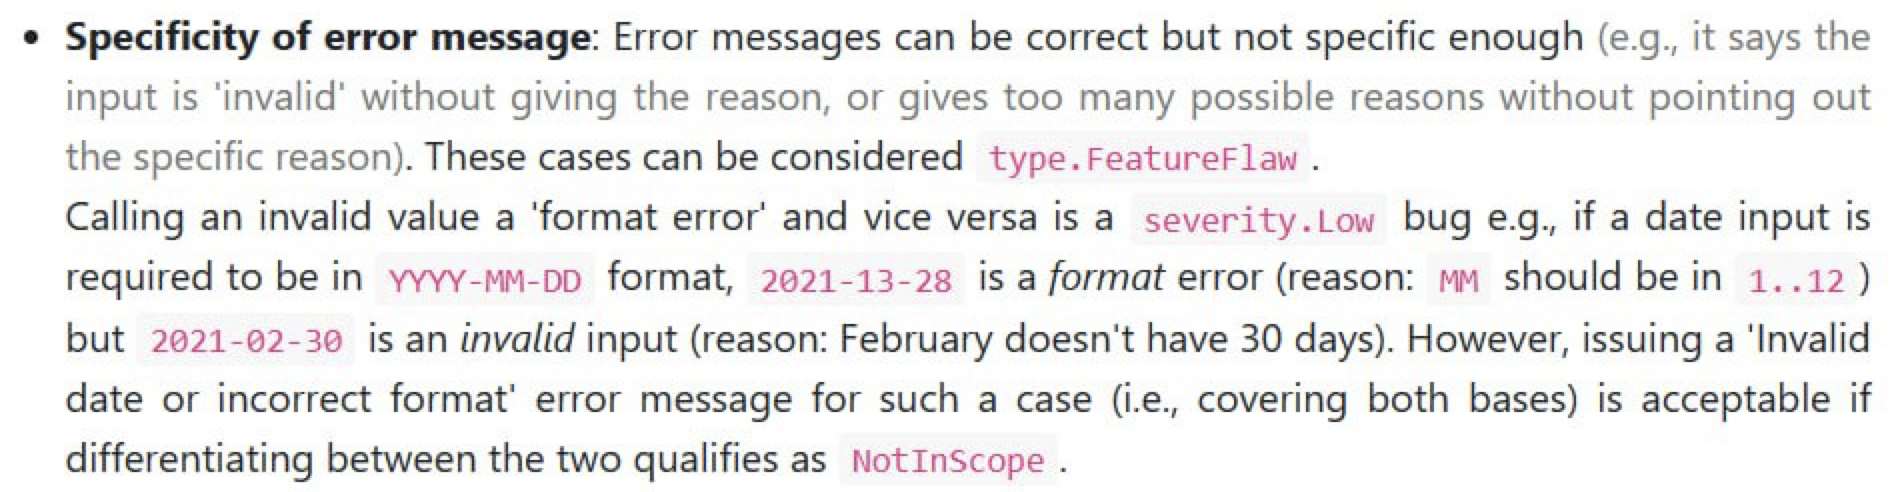 • Specificity of error message: Error messages can be correct but not specific enough (e.g., it says the
input is 'invalid' without giving the reason, or gives too many possible reasons without pointing out
the specific reason). These cases can be considered type.FeatureFlaw .
Calling an invalid value a 'format error' and vice versa is a severity.Low bug e.g., if a date input is
required to be in YYYY-MM-DD format, 2021-13-28 is a format error (reason: MM should be in 1..12 )
but 2021-02-30 is an invalid input (reason: February doesn't have 30 days). However, issuing a 'Invalid
date or incorrect format' error message for such a case (i.e., covering both bases) is acceptable if
differentiating between the two qualifies as NotInScope .